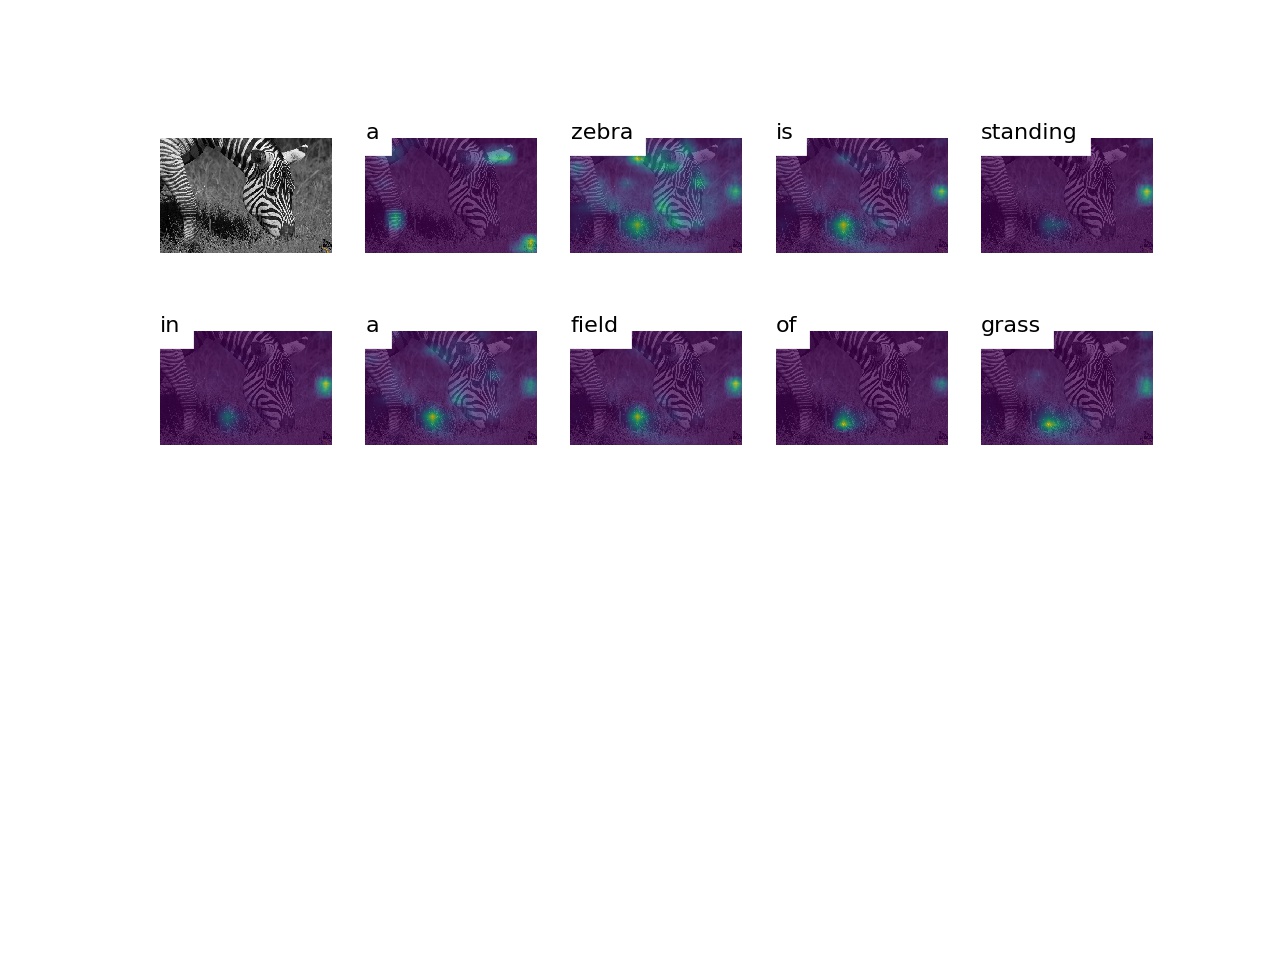 a zebra is standing
in a field of grass